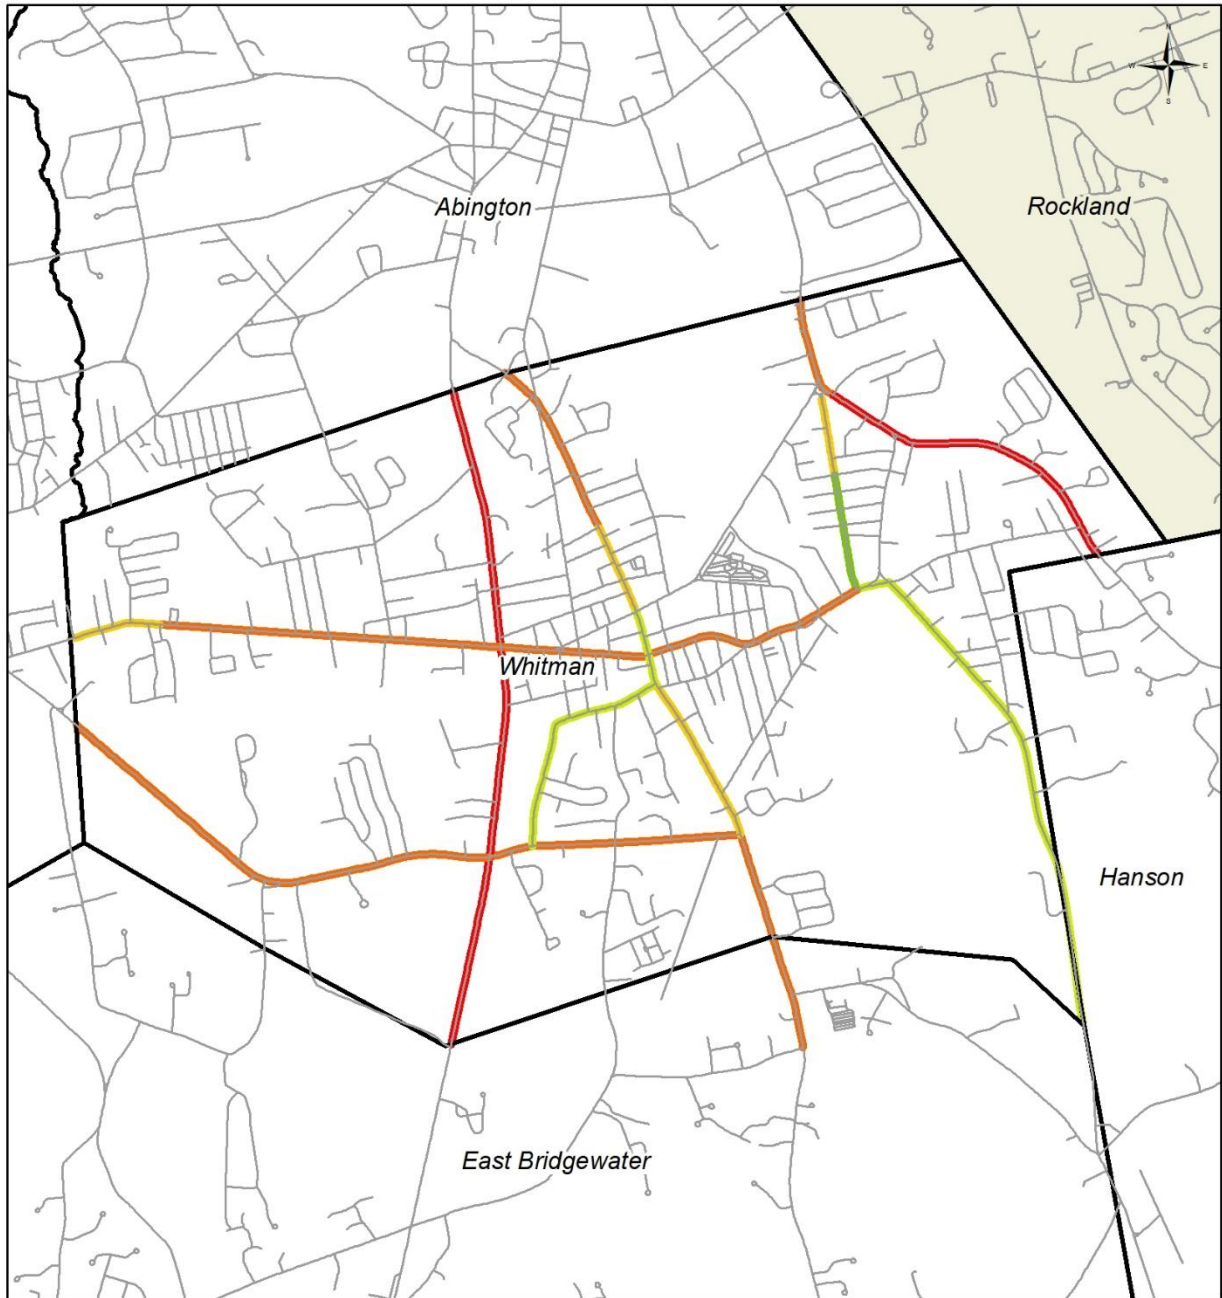 N
W E
S
Abington
Rockland
Whitman
Hanson
East Bridgewater